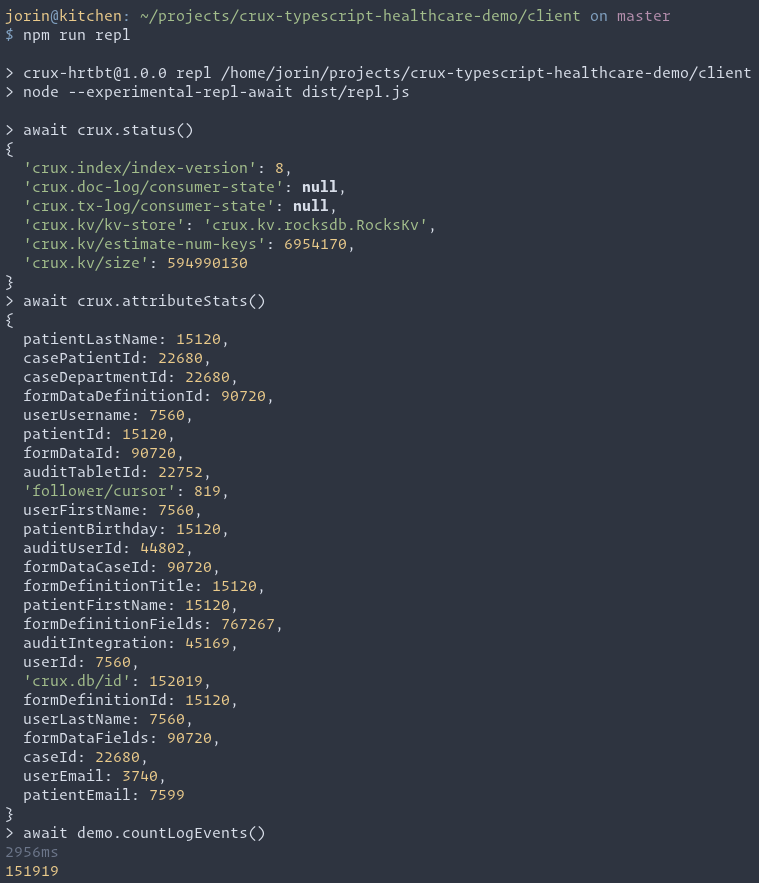 jorin@kitchen: ~/projects/crux-typescript-healthcare-demo/client on master
$ npm run repl
> crux-hrtbt@1.0.0 repl /home/jorin/projects/crux-typescript-healthcare-demo/client
> node --experimental-repl-await dist/repl.js
> await crux.status()
{
  'crux.index/index-version': 8,
  'crux.doc-log/consumer-state': null,
  'crux.tx-log/consumer-state': null,
  'crux.kv/kv-store': 'crux.kv.rocksdb.RocksKv',
  'crux.kv/estimate-num-keys': 6954170,
  'crux.kv/size': 594990130
}
> await crux.attributeStats()
{
  patientLastName: 15120,
  casePatientId: 22680,
  caseDepartmentId: 22680,
  formDataDefinitionId: 90720,
  userUsername: 7560,
  patientId: 15120,
  formDataId: 90720,
  auditTabletId: 22752,
  'follower/cursor': 819,
  userFirstName: 7560,
  patientBirthday: 15120,
  auditUserId: 44802,
  formDataCaseId: 90720,
  formDefinitionTitle: 15120,
  patientFirstName: 15120,
  formDefinitionFields: 767267,
  auditIntegration: 45169,
  userId: 7560,
  'crux.db/id': 152019,
  formDefinitionId: 15120,
  userLastName: 7560,
  formDataFields: 90720,
  caseId: 22680,
  userEmail: 3740,
  patientEmail: 7599
}
> await demo.countLogEvents()
2956ms
151919